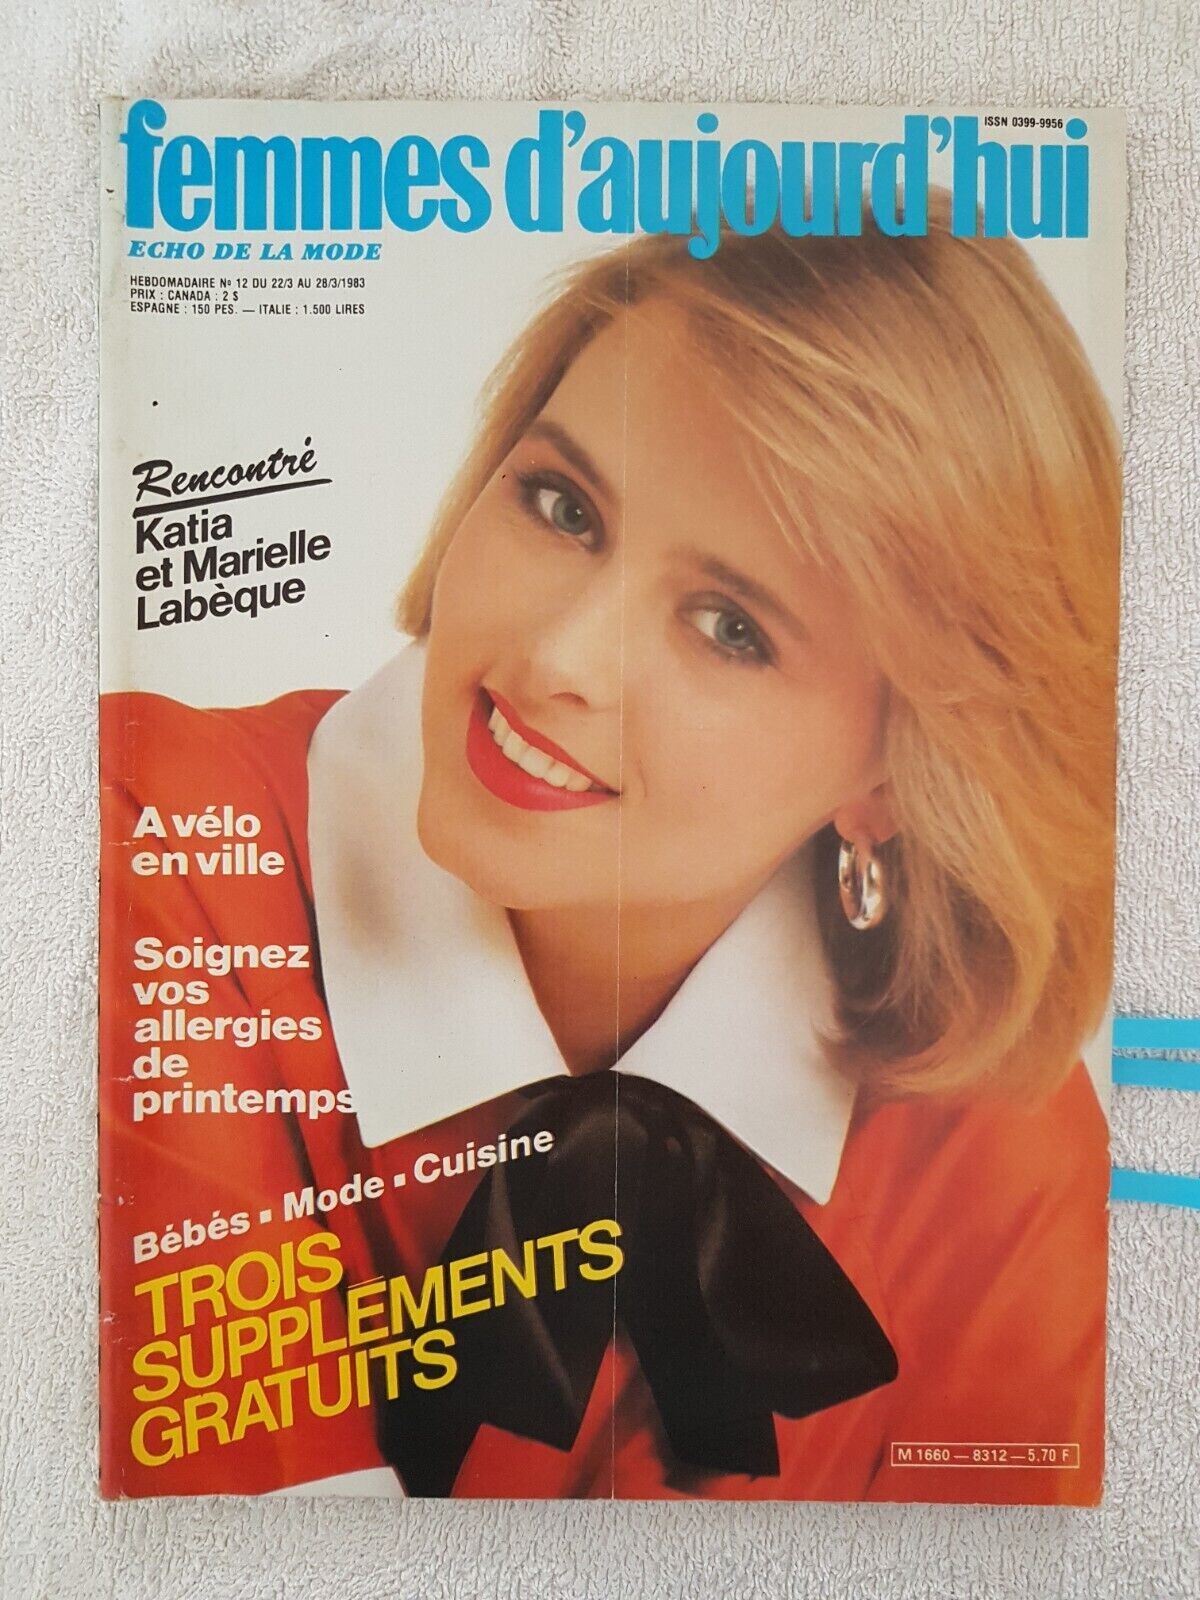 femmes d'aujourd'hui
ISSN 0399-9956
ECHO DE LA MODE
HEBDOMADAIRE Nº 12 DU 22/3 AU 28/3/1983
PRIX : CANADA : 2 $
ESPAGNE : 150 PES. — ITALIE : 1.500 LIRES
Rencontré
Katia
et Marielle
Labèque
A vélo
en ville
Soignez
vos
allergies
de
printemps
Bébés ▪ Mode ▪ Cuisine
TROIS
SUPPLÉMENTS
GRATUITS
M 1660 — 8312 — 5,70 F